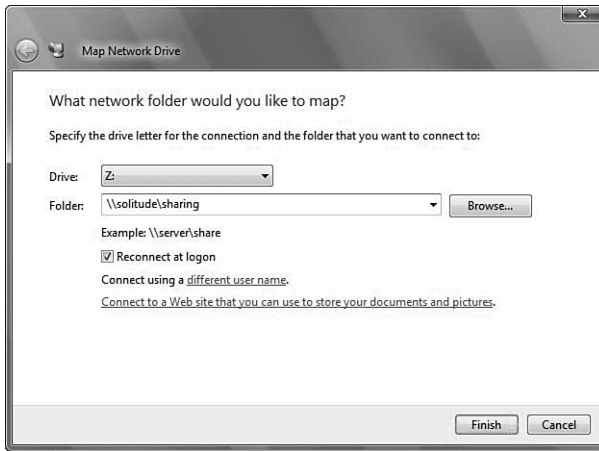 Map Network Drive
What network folder would you like to map?
Specify the drive letter for the connection and the folder that you want to connect to:
Drive: Z:
Folder: \\solitude\sharing Browse...
Example: \\server\share
Reconnect at logon
Connect using a different user name.
Connect to a Web site that you can use to store your documents and pictures.
Finish Cancel